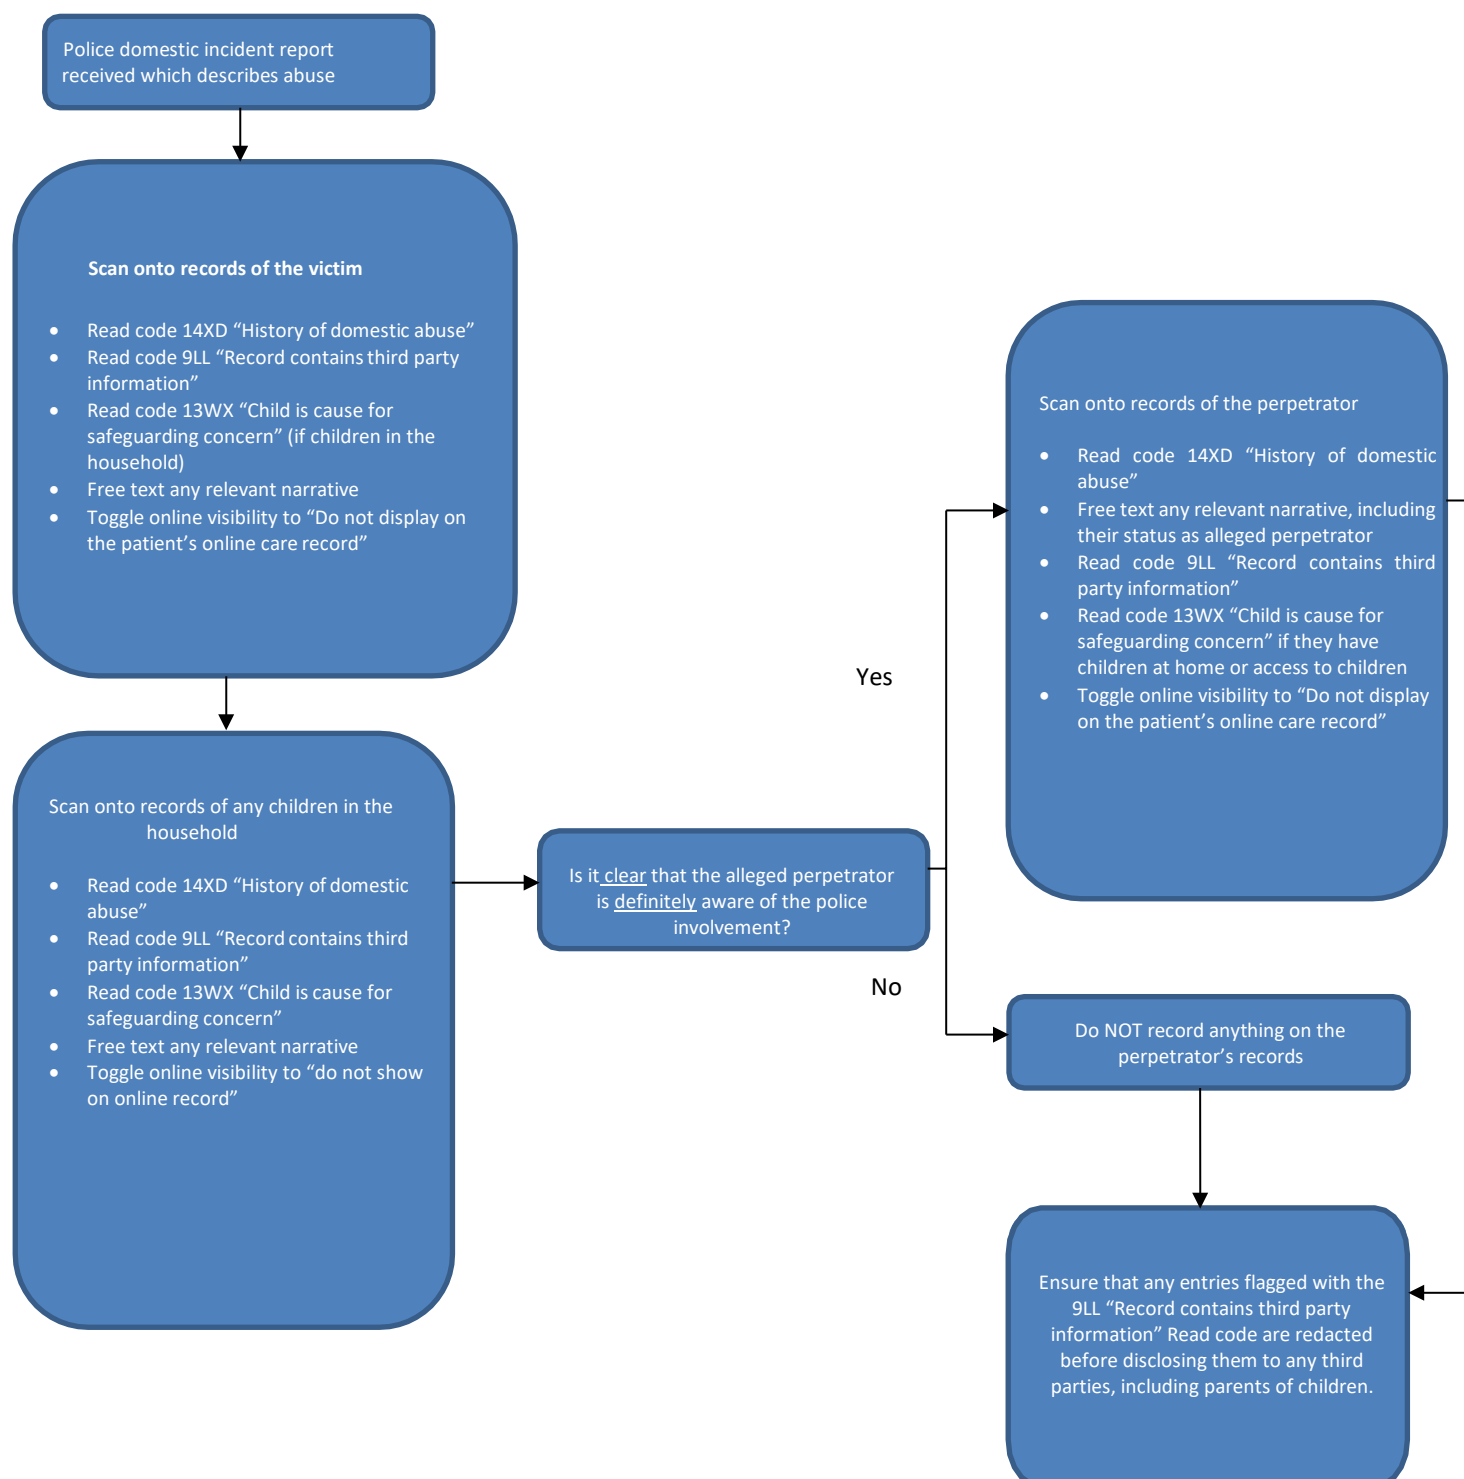 Police domestic incident report
received which describes abuse
Scan onto records of the victim
• Read code 14XD “History of domestic abuse”
• Read code 9LL “Record contains third party
information”
• Read code 13WX “Child is cause for
safeguarding concern” (if children in the
household)
• Free text any relevant narrative
• Toggle online visibility to “Do not display on
the patient’s online care record”
Scan onto records of any children in the
household
• Read code 14XD “History of domestic
abuse”
• Read code 9LL “Record contains third
party information”
• Read code 13WX “Child is cause for
safeguarding concern”
• Free text any relevant narrative
• Toggle online visibility to “do not show
on online record”
Is it clear that the alleged perpetrator
is definitely aware of the police
involvement?
Yes
Scan onto records of the perpetrator
• Read code 14XD “History of domestic
abuse”
• Free text any relevant narrative, including
their status as alleged perpetrator
• Read code 9LL “Record contains third
party information”
• Read code 13WX “Child is cause for
safeguarding concern” if they have
children at home or access to children
• Toggle online visibility to “Do not display
on the patient’s online care record”
No
Do NOT record anything on the
perpetrator’s records
Ensure that any entries flagged with the
9LL “Record contains third party
information” Read code are redacted
before disclosing them to any third
parties, including parents of children.